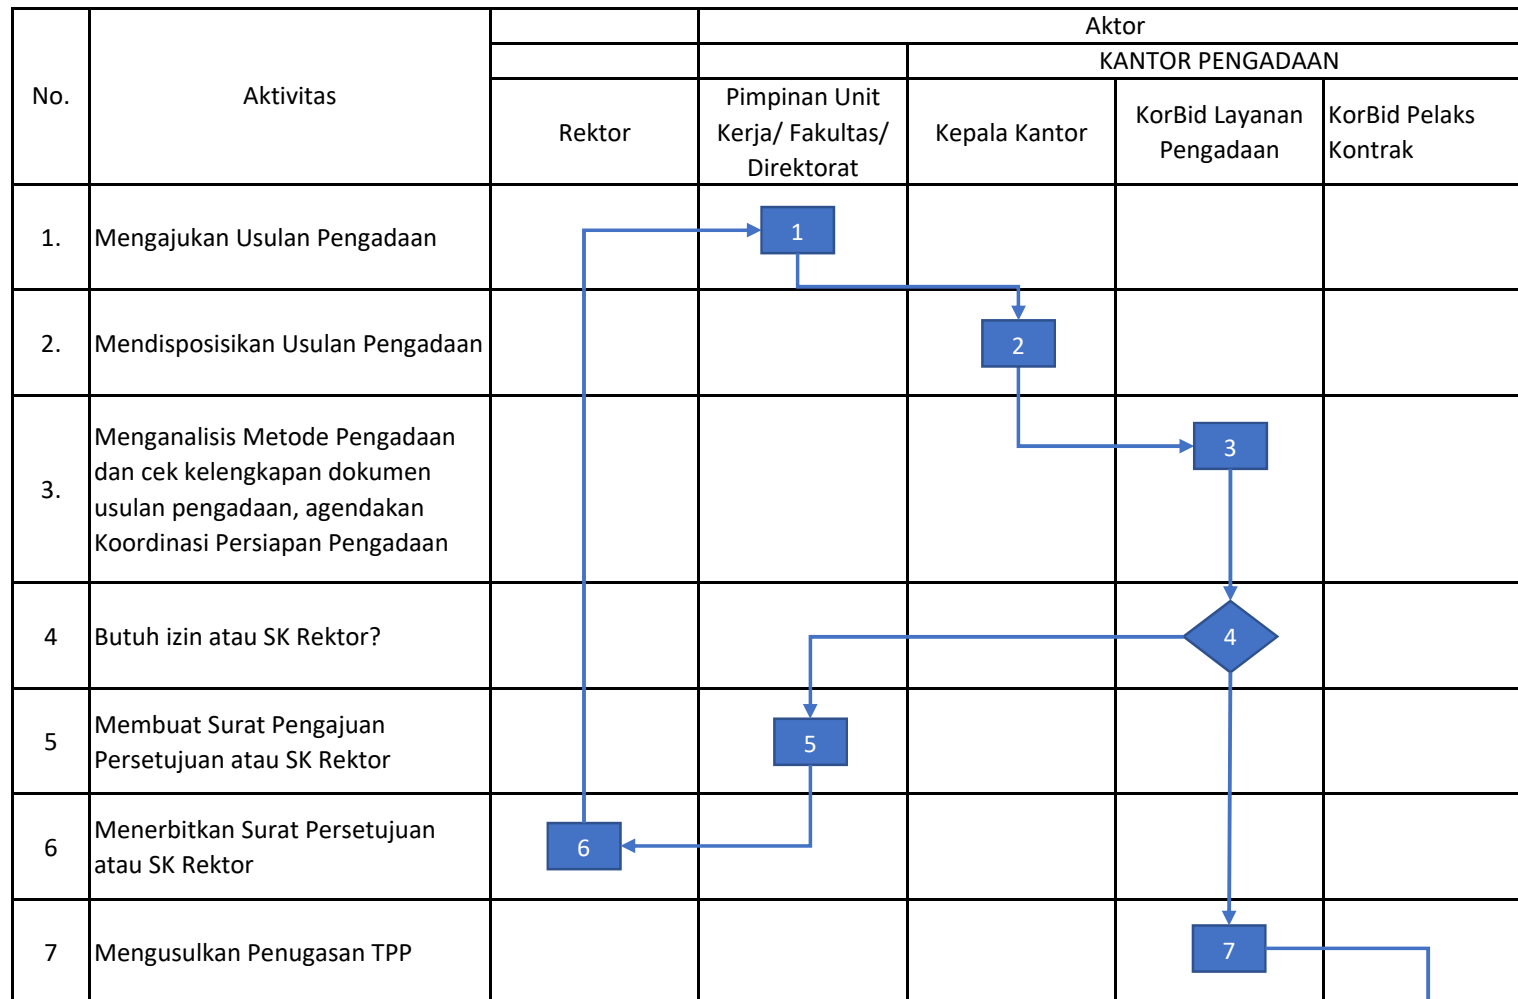 Aktor
KANTOR PENGADAAN
No.
Aktivitas
Rektor
Pimpinan Unit
Kerja/ Fakultas/
Direktorat
Kepala Kantor
KorBid Layanan
Pengadaan
KorBid Pelaks
Kontrak
1.
Mengajukan Usulan Pengadaan
1
2.
Mendisposisikan Usulan Pengadaan
2
3.
Menganalisis Metode Pengadaan
dan cek kelengkapan dokumen
usulan pengadaan, agendakan
Koordinasi Persiapan Pengadaan
3
4
Butuh izin atau SK Rektor?
4
5
Membuat Surat Pengajuan
Persetujuan atau SK Rektor
5
6
Menerbitkan Surat Persetujuan
atau SK Rektor
6
7
Mengusulkan Penugasan TPP
7